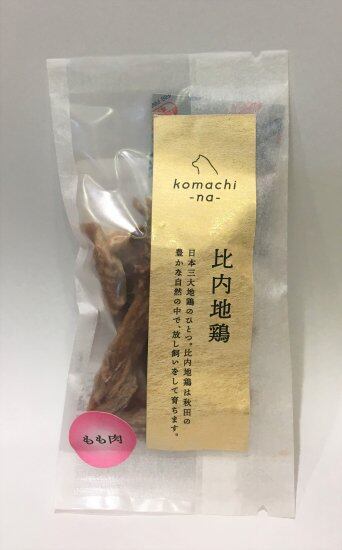 komachi
-na-
比内地鶏
日本三大地鶏のひとつ。比内地鶏は秋田の
豊かな自然の中で、放し飼いをして育ちます。
もも肉